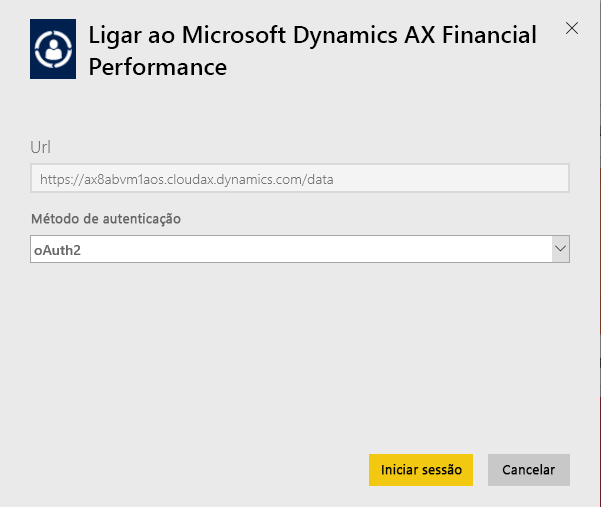 Ligar ao Microsoft Dynamics AX Financial
Performance
Url
https://ax8abvm1aos.cloudax.dynamics.com/data
Método de autenticação
oAuth2
Iniciar sessão
Cancelar